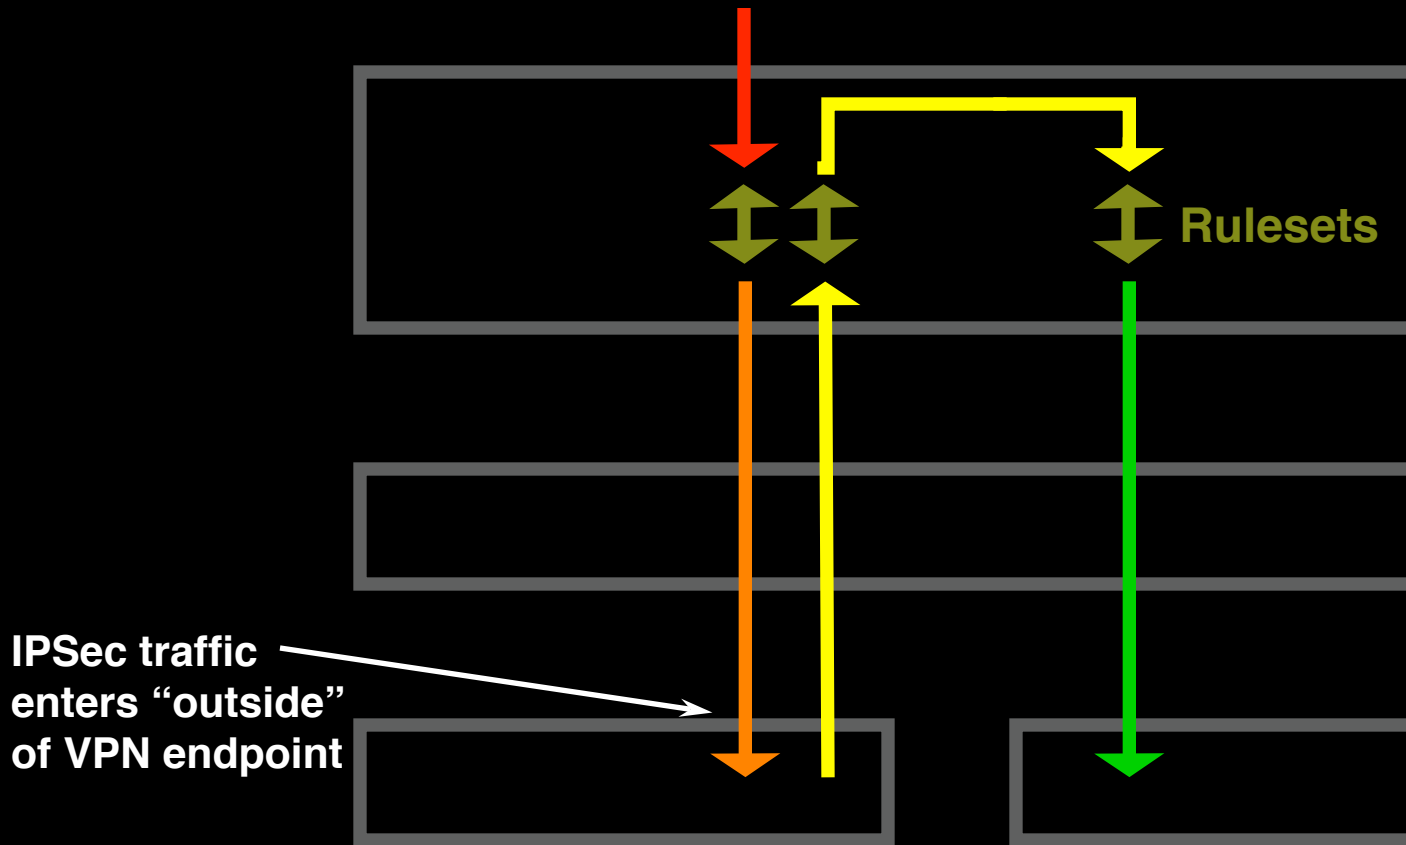 Rulesets
IPSec traffic
enters “outside”
of VPN endpoint